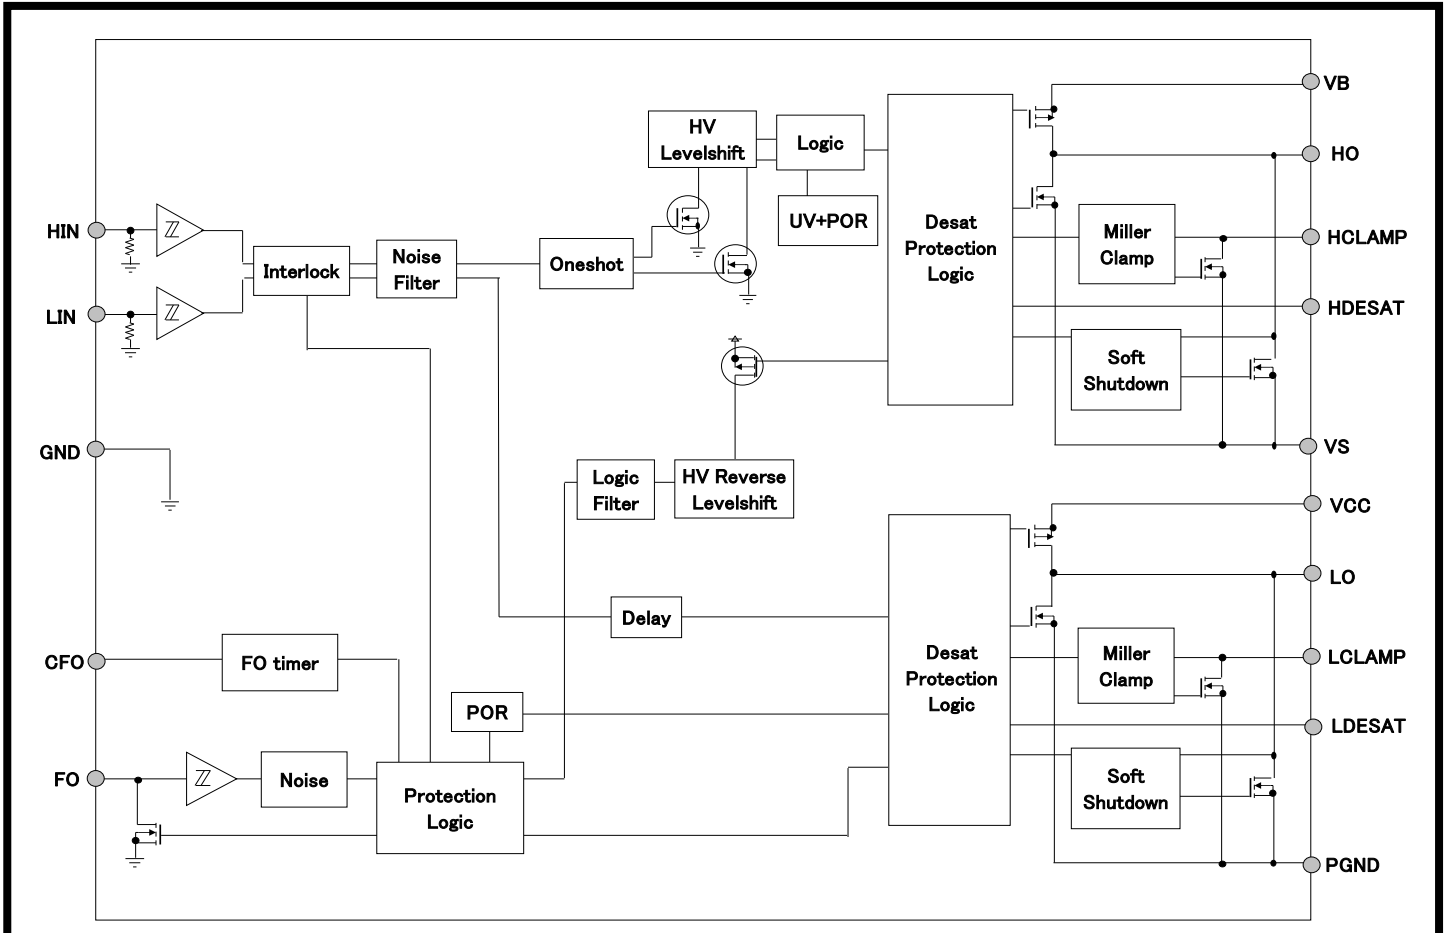 VB
HV
Levelshift
Logic
HO
UV+POR
HIN
Desat
Protection
Logic
Miller
Clamp
HCLAMP
Interlock
Noise
Filter
Oneshot
LIN
HDESAT
Soft
Shutdown
GND
VS
Logic
Filter
HV Reverse
Levelshift
VCC
LO
Delay
CFO
FO timer
Desat
Protection
Logic
Miller
Clamp
LCLAMP
POR
LDESAT
FO
Noise
Protection
Logic
Soft
Shutdown
PGND